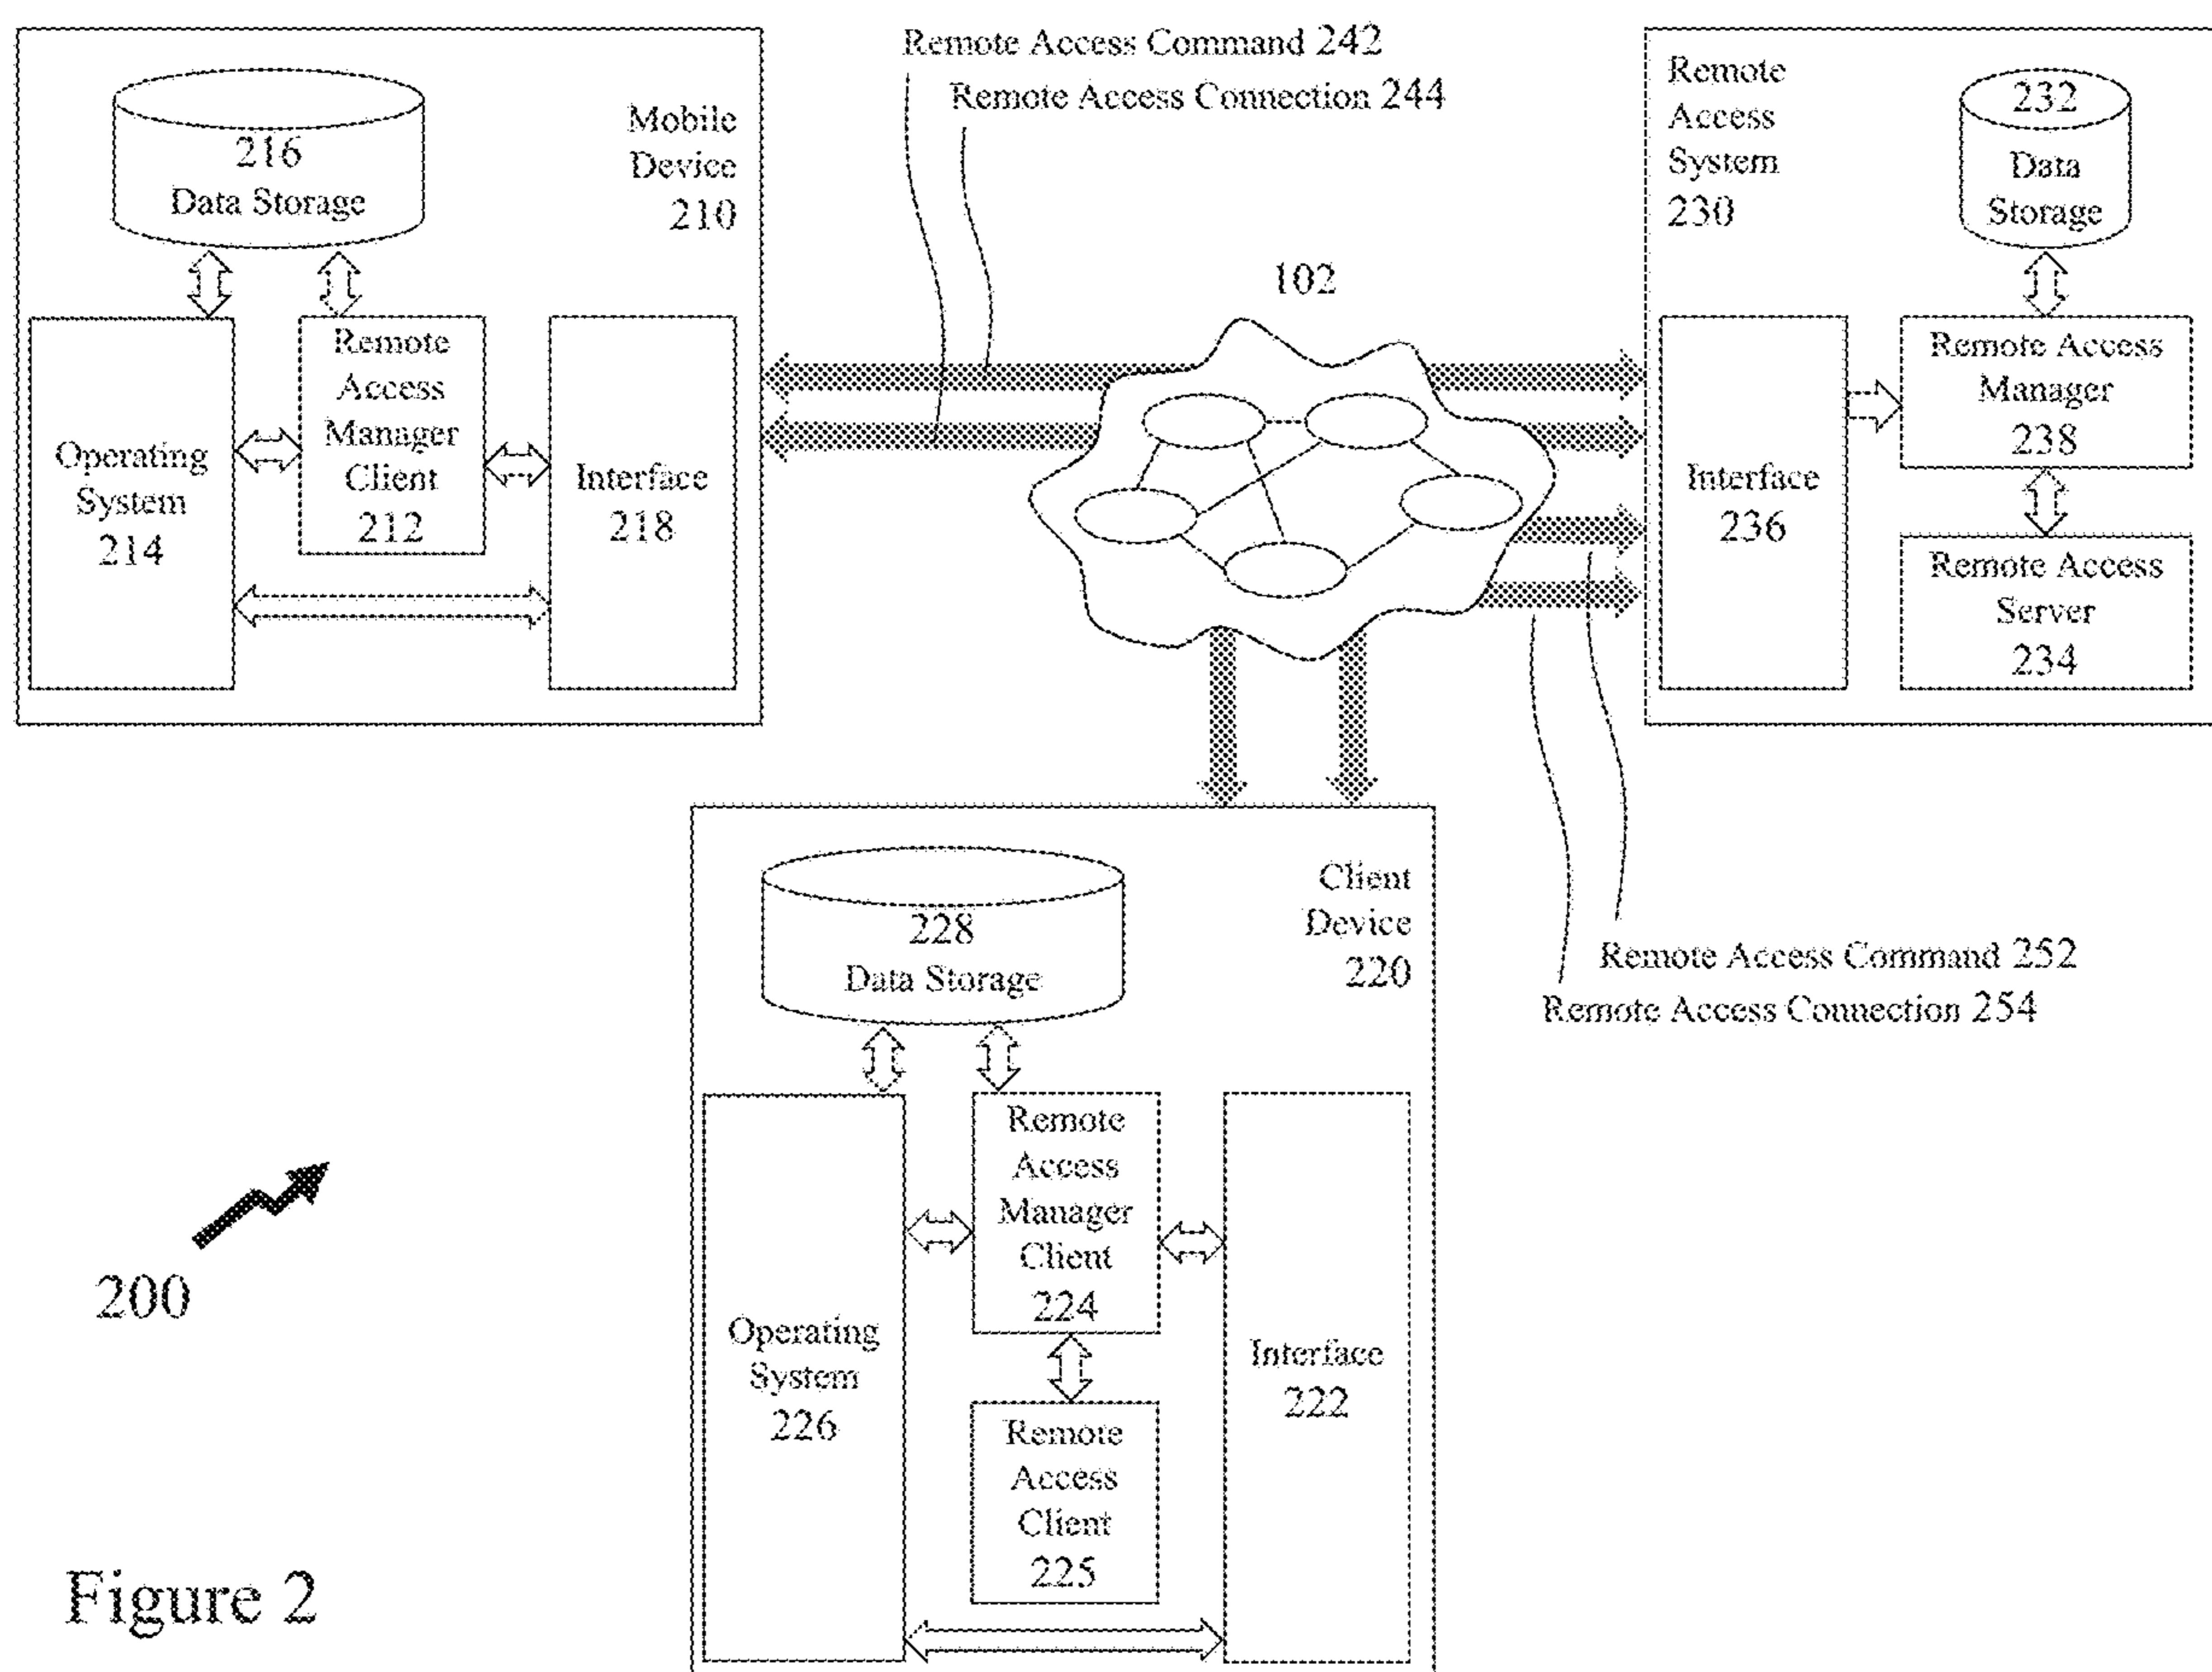 Remote Access Command 242
Remote Access Connection 244
216
Data Storage
Mobile
Device
210
Operating
System
214
Remote
Access
Manager
Client
212
Interface
218
102
Remote
Access
System
230
232
Data
Storage
Interface
236
Remote Access
Manager
238
Remote Access
Server
234
228
Data Storage
Client
Device
220
Remote Access Command 252
Remote Access Connection 254
Operating
System
226
Remote
Access
Manager
Client
224
Remote
Access
Client
225
Interface
222
200
Figure 2